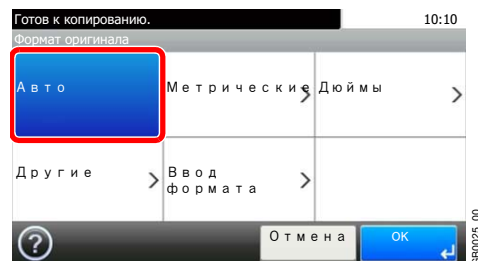 Готов к копированию. 10:10
Формат оригинала
Авто Метрические Дюймы
Другие Ввод
формата
? Отмена OK